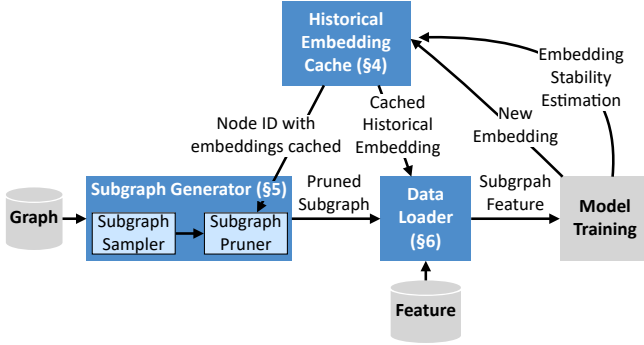 Historical
Embedding
Cache (§4)
Embedding
Stability
Estimation
Node ID with
embeddings cached
Cached
Historical
Embedding
New
Embedding
Subgraph Generator (§5)
Graph
Subgraph
Sampler
Subgraph
Pruner
Pruned
Subgraph
Data
Loader
(§6)
Subgrpah
Feature
Model
Training
Feature